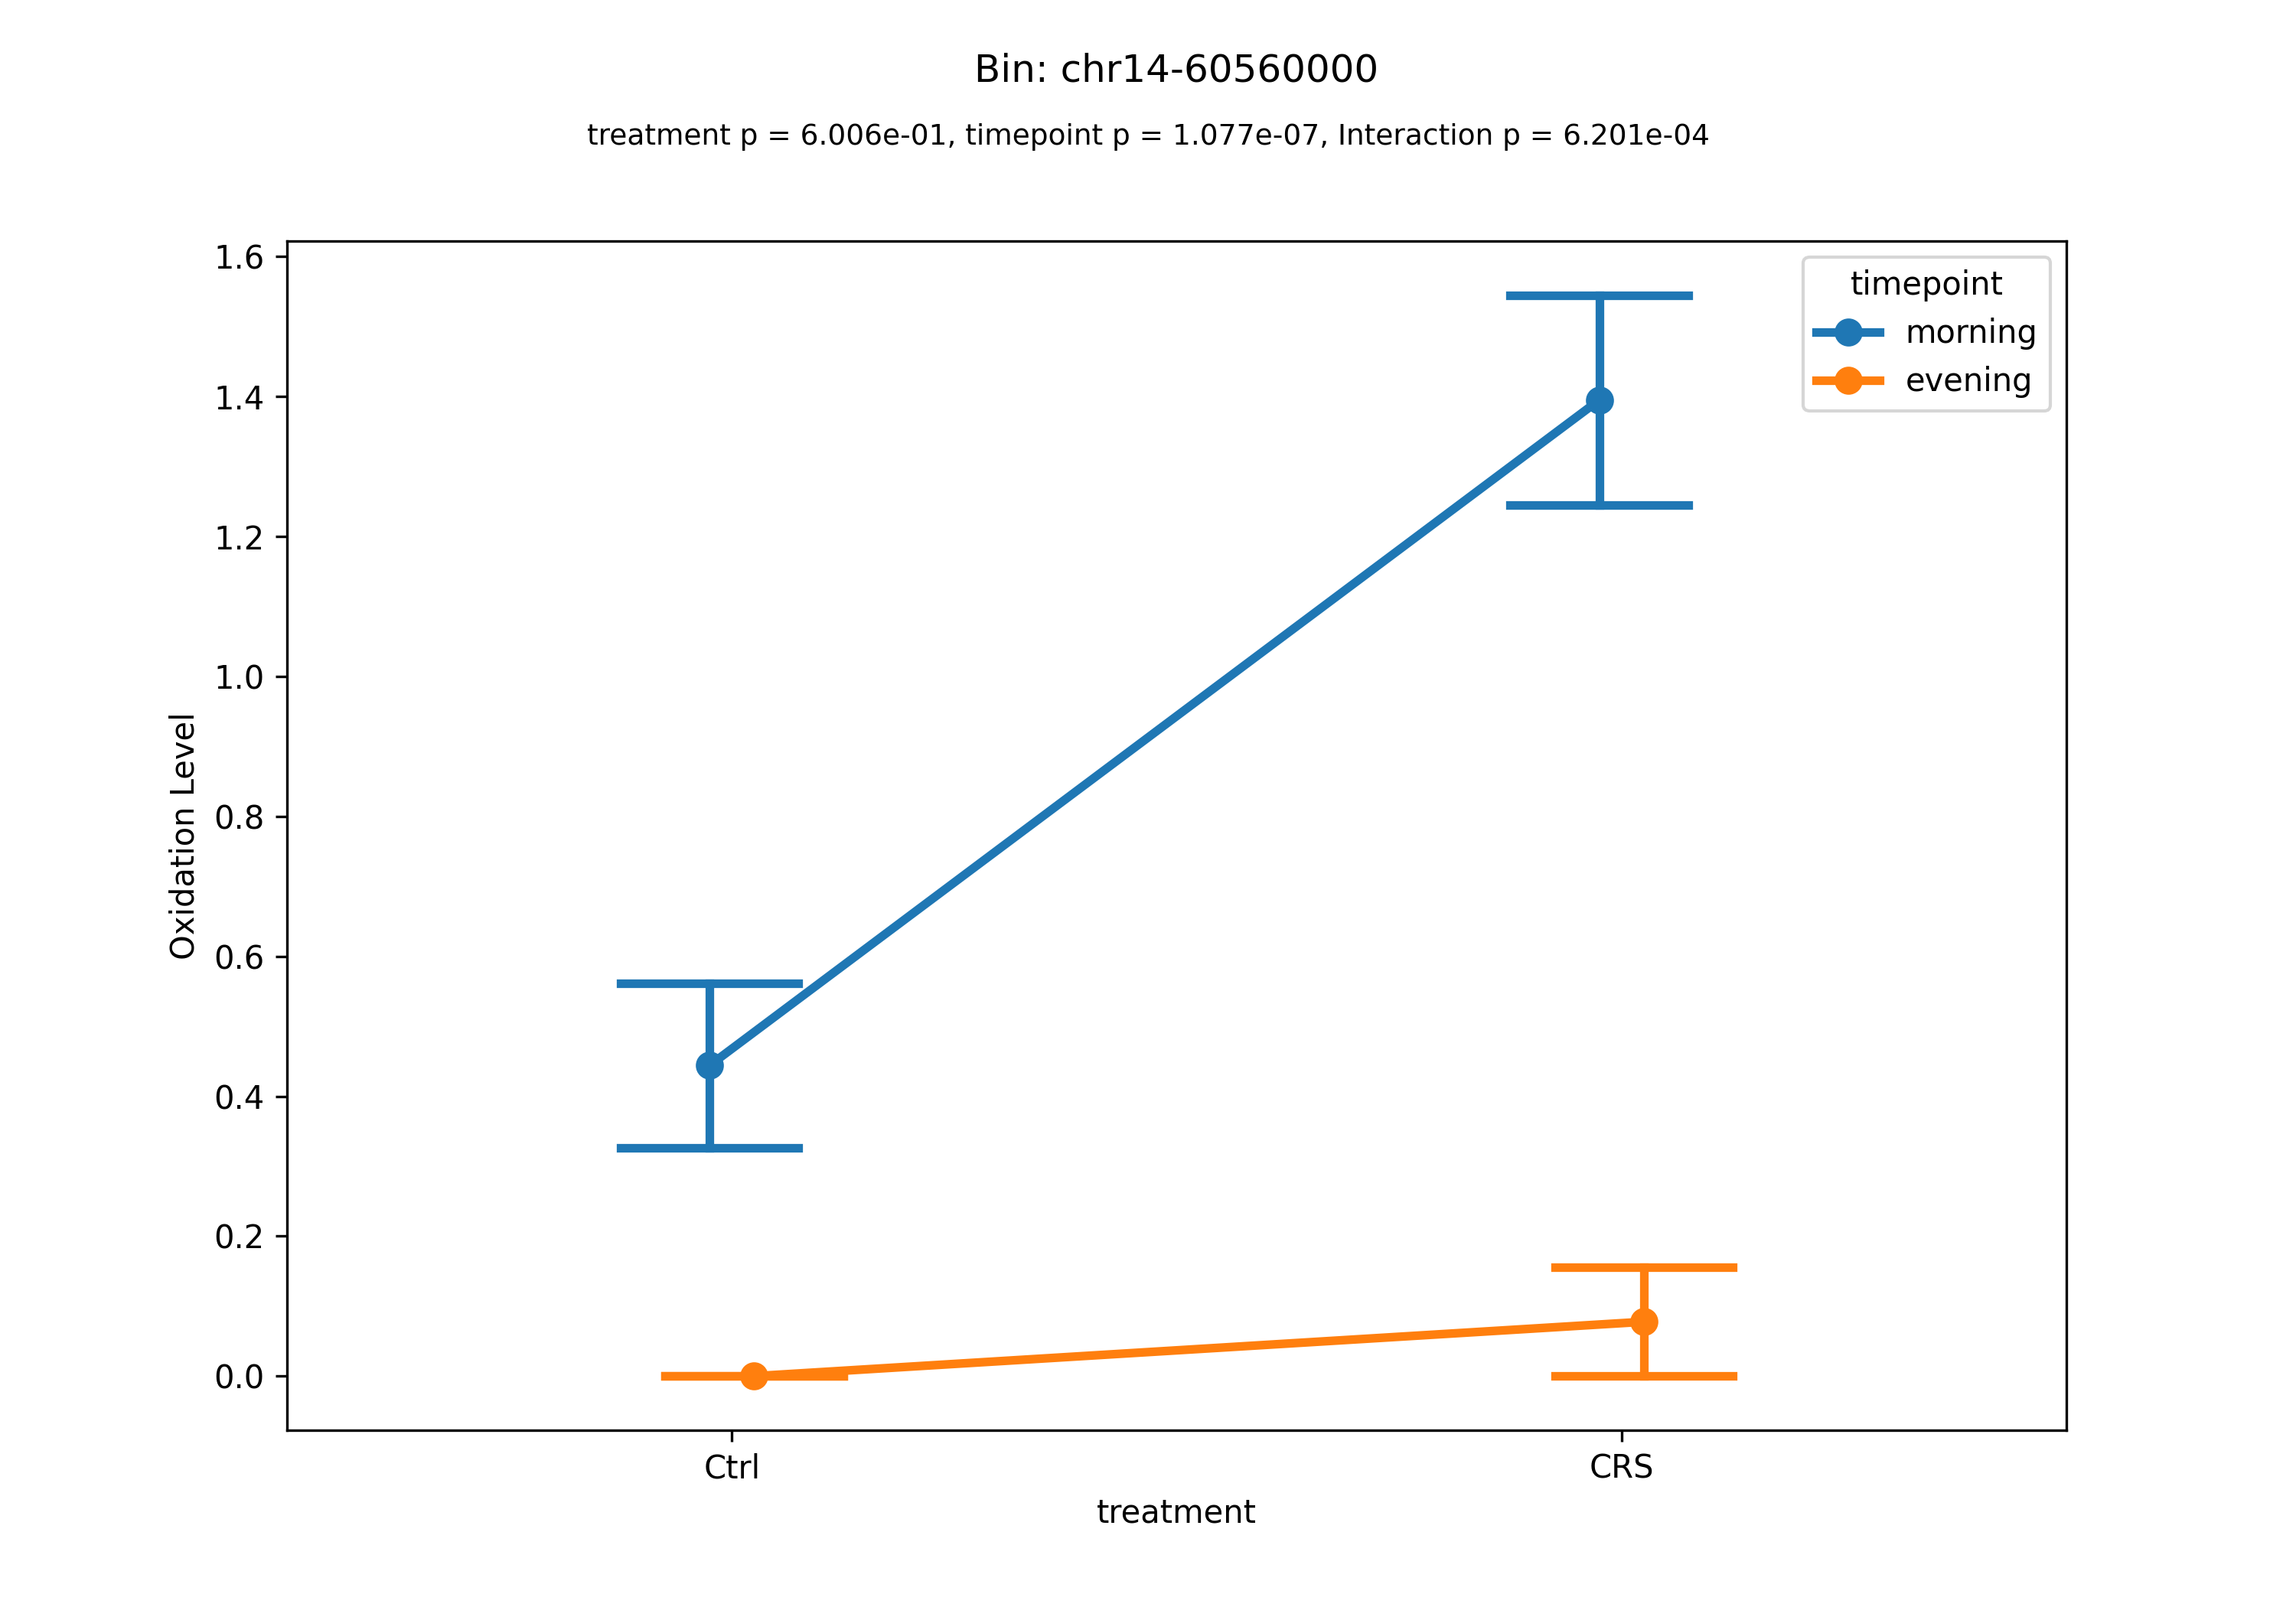 Bin: chr14-60560000
treatment p = 6.006e-01, timepoint p = 1.077e-07, Interaction p = 6.201e-04
1.6
1.4
1.2
1.0
0.8
0.6
0.4
0.2
0.0
Oxidation Level
timepoint
morning
evening
Ctrl
CRS
treatment